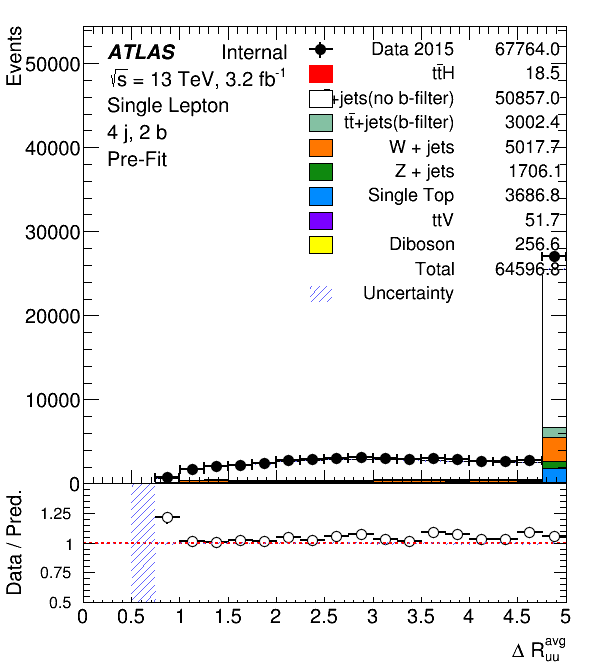 Events
50000
40000
30000
20000
10000
0
ATLAS Internal
√s = 13 TeV, 3.2 fb⁻¹
Single Lepton
4 j, 2 b
Pre-Fit
Data 2015 67764.0
tt̄H 18.5
tt̄+jets(no b-filter) 50857.0
tt̄+jets(b-filter) 3002.4
W + jets 5017.7
Z + jets 1706.1
Single Top 3686.8
ttV 51.7
Diboson 256.6
Total 64596.8
Uncertainty
Data / Pred.
1.25
1
0.75
0.5
0 0.5 1 1.5 2 2.5 3 3.5 4 4.5 5
Δ R_uu^avg